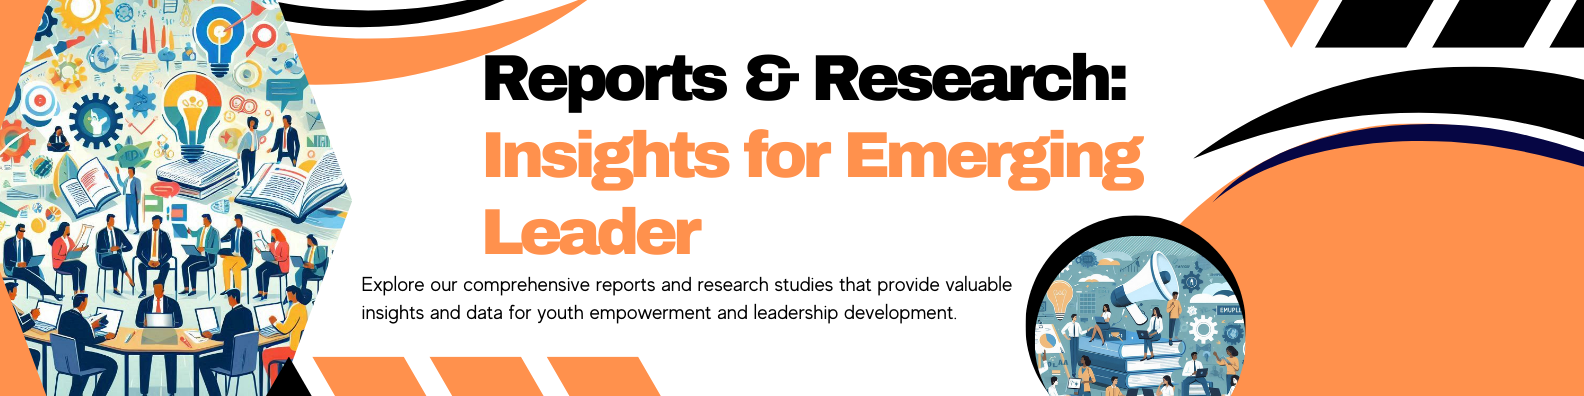 Reports & Research:
Insights for Emerging
Leader
Explore our comprehensive reports and research studies that provide valuable
insights and data for youth empowerment and leadership development.